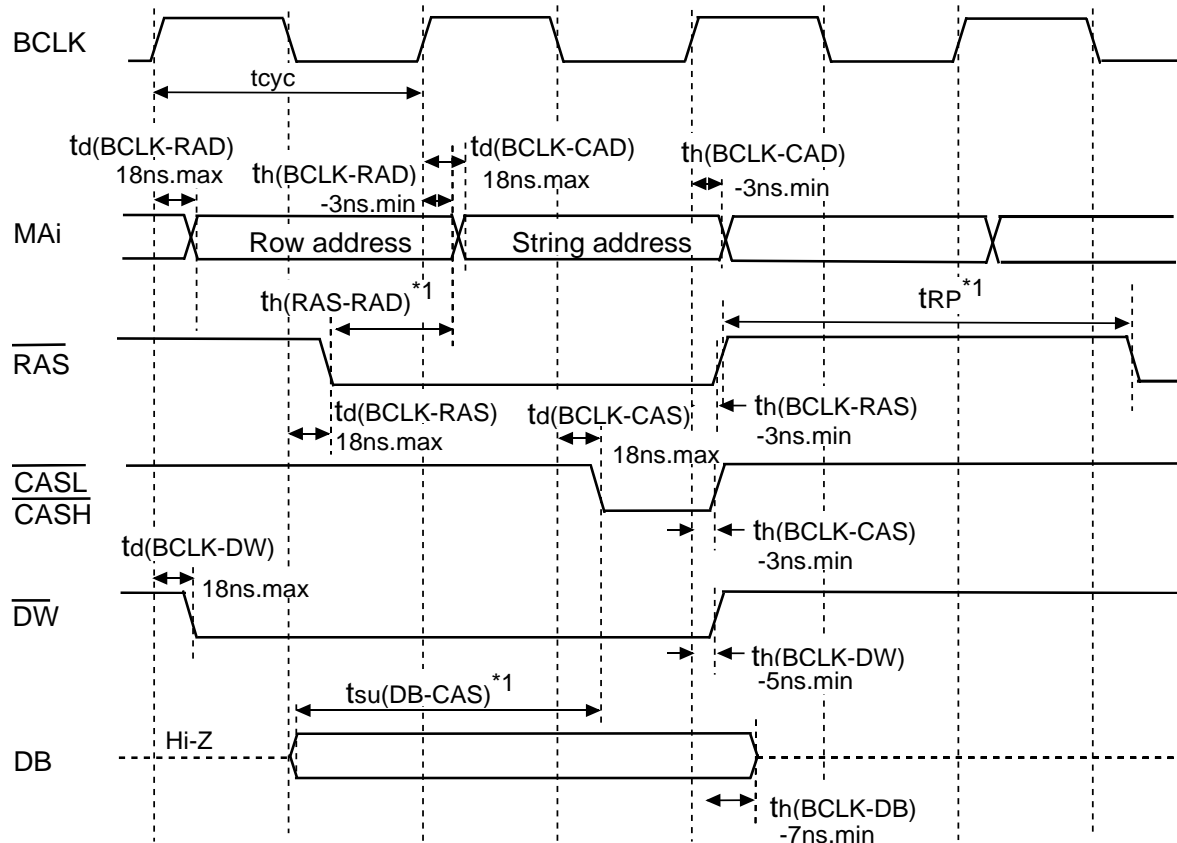 BCLK
tcyc
td(BCLK-RAD)
18ns.max
th(BCLK-RAD)
-3ns.min
td(BCLK-CAD)
18ns.max
th(BCLK-CAD)
-3ns.min
MAi
Row address
String address
th(RAS-RAD)*1
tRP*1
RAS
td(BCLK-RAS)
18ns.max
td(BCLK-CAS)
18ns.max
th(BCLK-RAS)
-3ns.min
CASL
CASH
th(BCLK-CAS)
-3ns.min
td(BCLK-DW)
18ns.max
DW
th(BCLK-DW)
-5ns.min
tsu(DB-CAS)*1
Hi-Z
DB
th(BCLK-DB)
-7ns.min